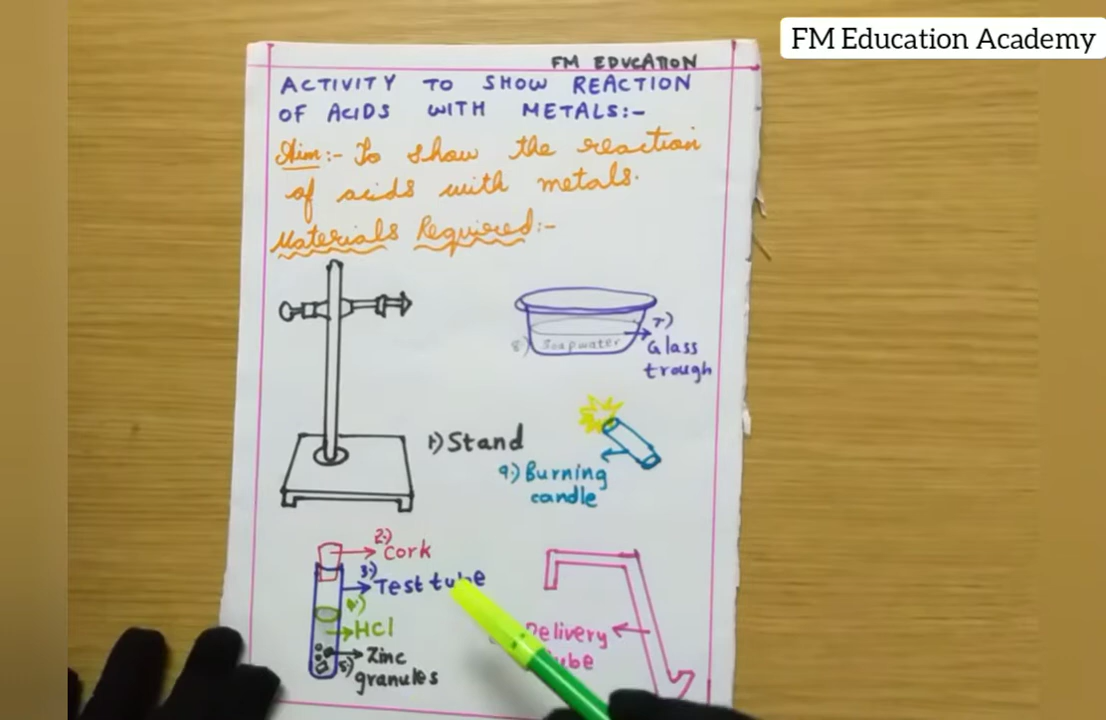 FM Education Academy
FM EDUCATION
ACTIVITY TO SHOW REACTION
OF ACIDS WITH METALS:-
Aim:- To show the reaction
of acids with metals.
Materials Required:-
7)
8) Soapwater
Glass
trough
1) Stand
9.) Burning
candle
2.)
Cork
3.)
Test tube
4.)
HCl
Zinc
5.)
granules
Delivery